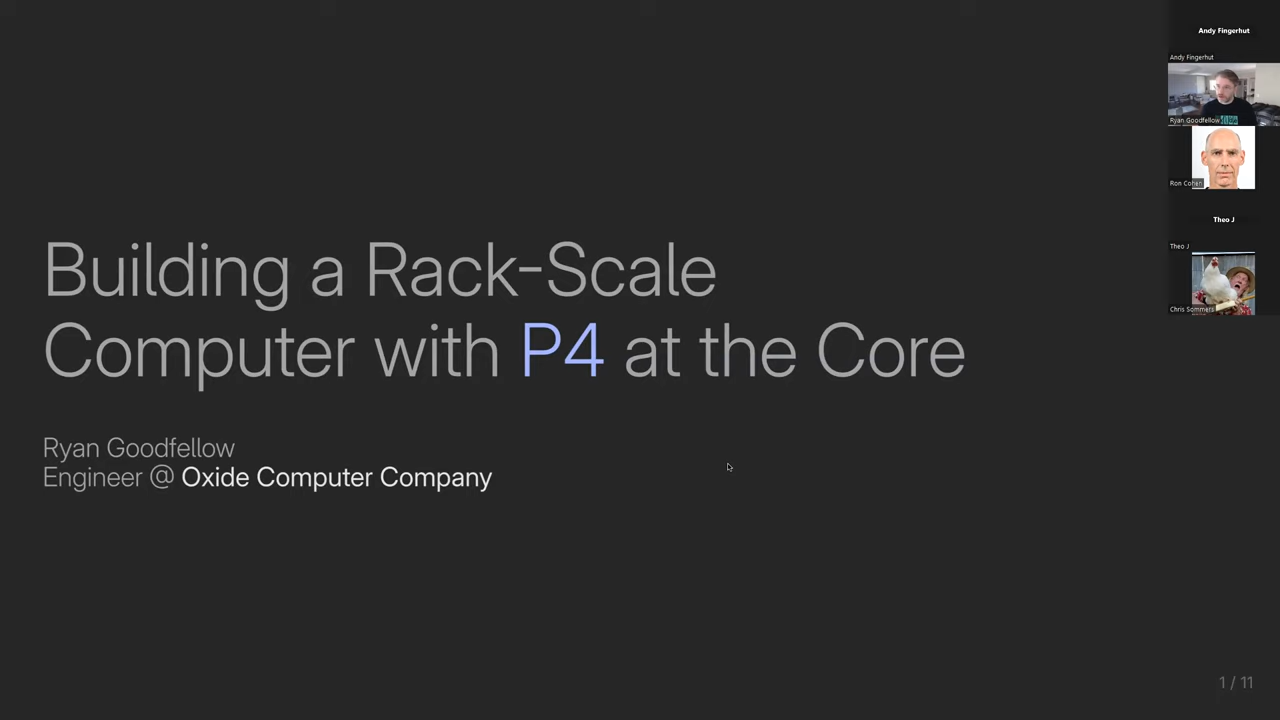 Building a Rack-Scale
Computer with P4 at the Core
Ryan Goodfellow
Engineer @ Oxide Computer Company
1 / 11
Andy Fingerhut
Andy Fingerhut
Ryan Goodfellow
Ron Cohen
Theo J
Theo J
Chris Sommers